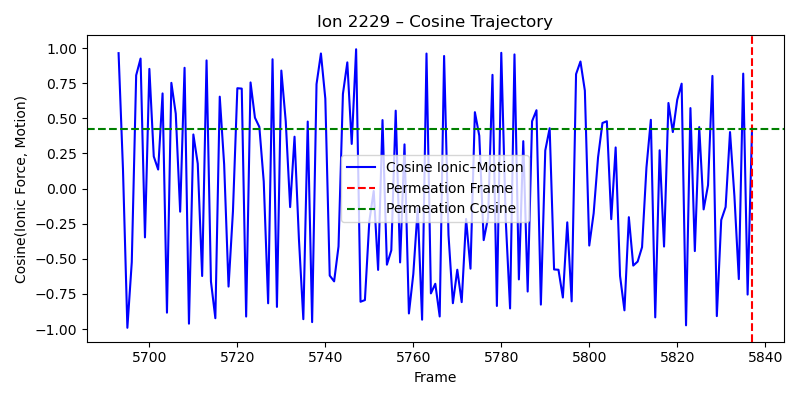 Ion 2229 – Cosine Trajectory
Cosine(Ionic Force, Motion)
1.00
0.75
0.50
0.25
0.00
−0.25
−0.50
−0.75
−1.00
Cosine Ionic–Motion
Permeation Frame
Permeation Cosine
5700
5720
5740
5760
5780
5800
5820
5840
Frame